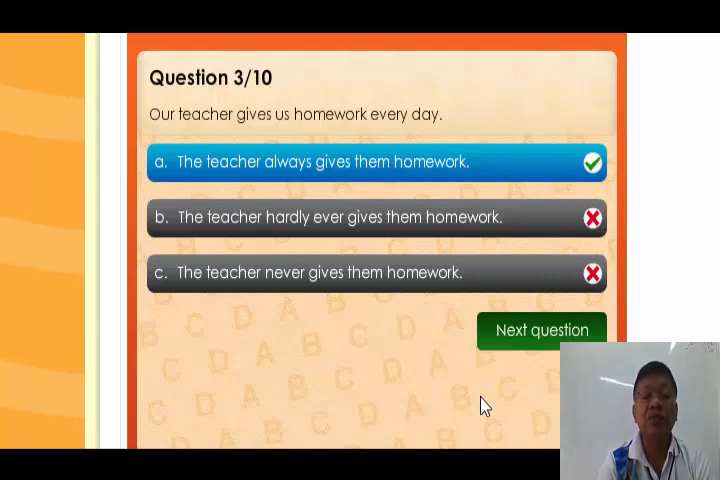 Question 3/10
Our teacher gives us homework every day.
a. The teacher always gives them homework.
b. The teacher hardly ever gives them homework.
c. The teacher never gives them homework.
Next question